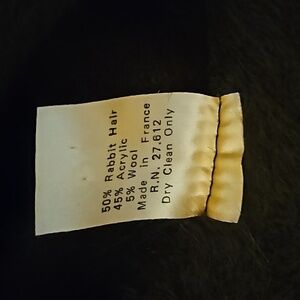 50% Rabbit Hair
45% Acrylic
5% Wool
Made in France
R.N. 27.612
Dry Clean Only